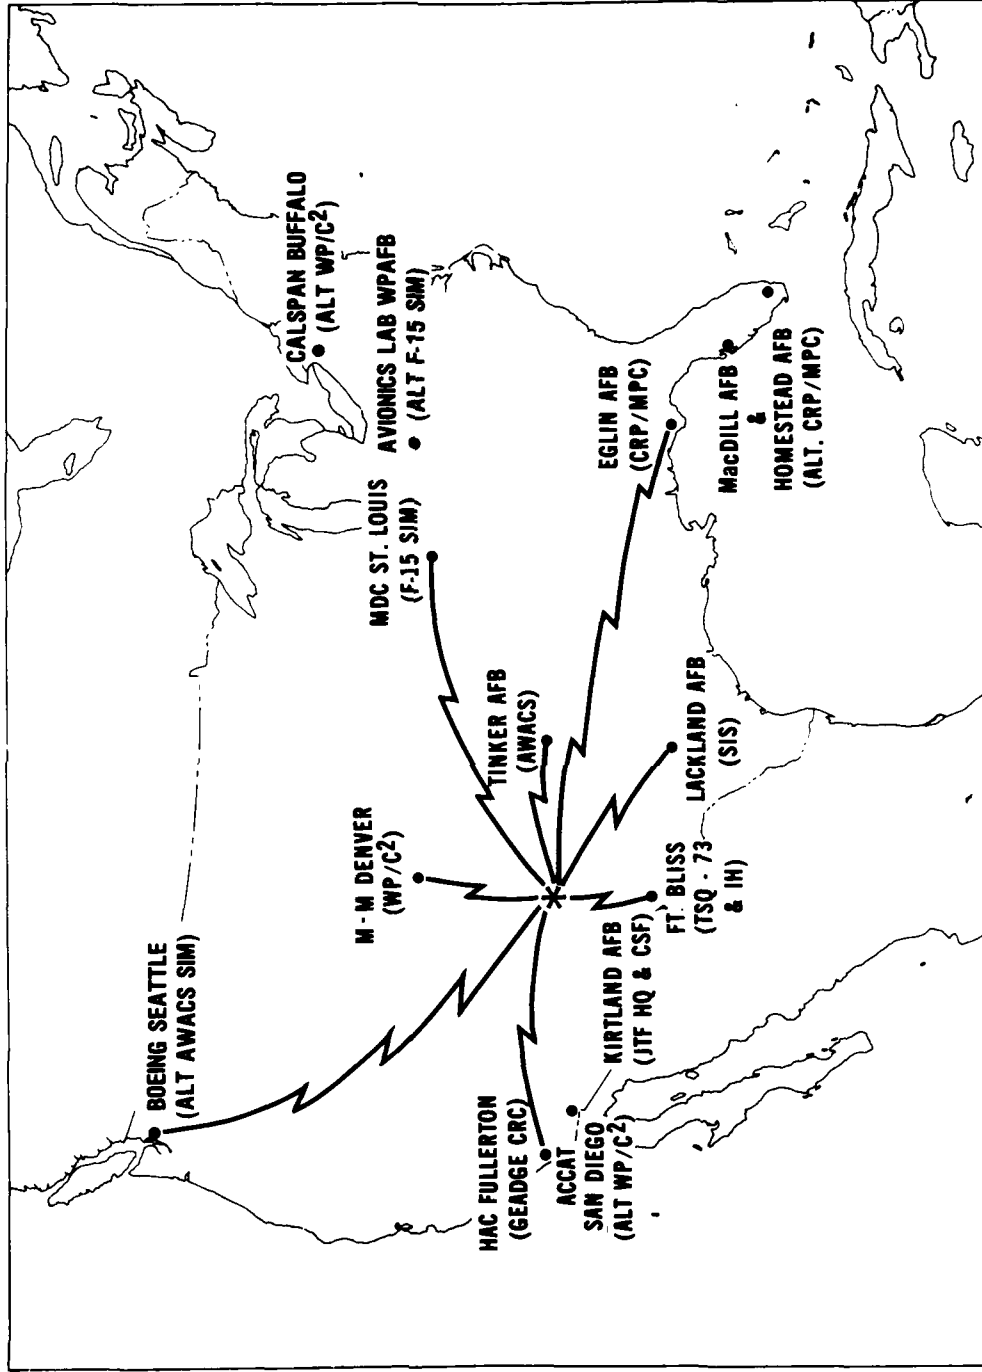 BOEING SEATTLE
(ALT AWACS SIM)
CALSPAN BUFFALO
(ALT WP/C²)
AVIONICS LAB WPAFB
(ALT F-15 SIM)
MDC ST. LOUIS
(F-15 SIM)
M-M DENVER
(WP/C²)
TINKER AFB
(AWACS)
HAC FULLERTON
(GEADGE CRC)
ACCAT
SAN DIEGO
(ALT WP/C²)
KIRTLAND AFB
(JTF HQ & CSF)
FT. BLISS
(TSQ - 73
& IH)
LACKLAND AFB
(SIS)
EGLIN AFB
(CRP/MPC)
MacDILL AFB
&
HOMESTEAD AFB
(ALT. CRP/MPC)